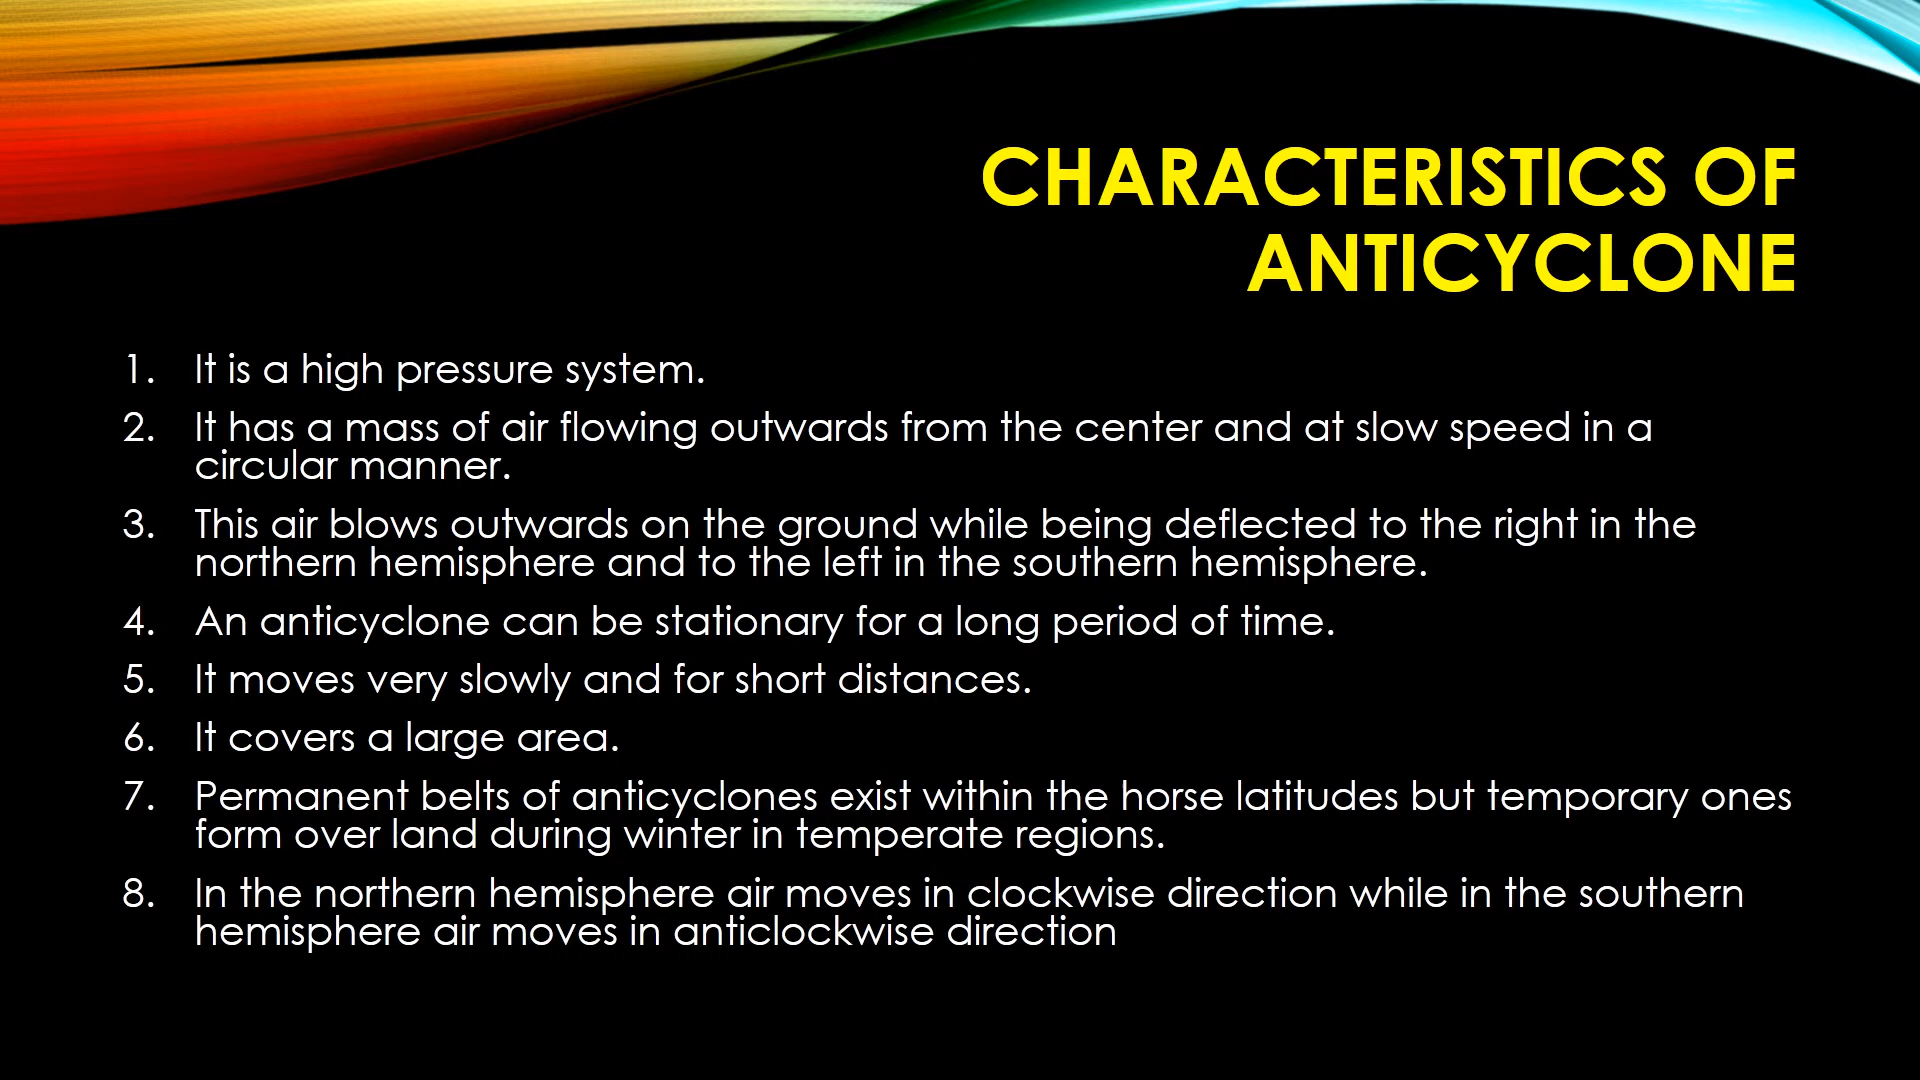 CHARACTERISTICS OF
ANTICYCLONE
1. It is a high pressure system.
2. It has a mass of air flowing outwards from the center and at slow speed in a
circular manner.
3. This air blows outwards on the ground while being deflected to the right in the
northern hemisphere and to the left in the southern hemisphere.
4. An anticyclone can be stationary for a long period of time.
5. It moves very slowly and for short distances.
6. It covers a large area.
7. Permanent belts of anticyclones exist within the horse latitudes but temporary ones
form over land during winter in temperate regions.
8. In the northern hemisphere air moves in clockwise direction while in the southern
hemisphere air moves in anticlockwise direction